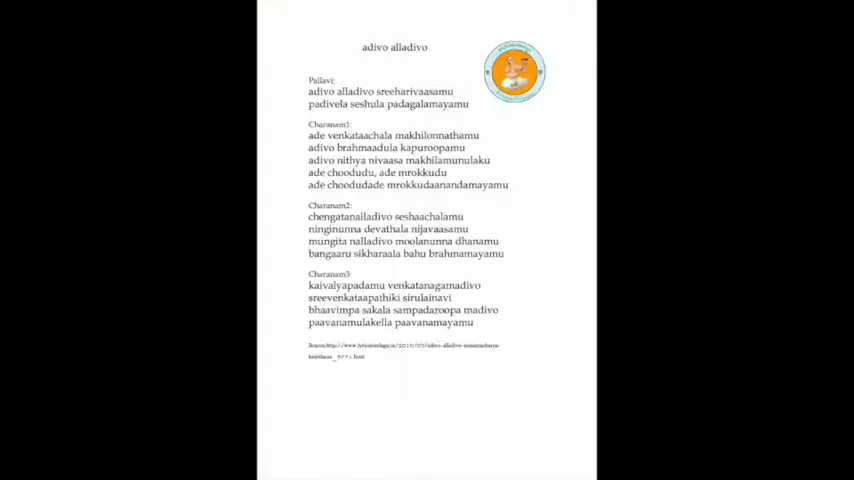 adivo alladivo
Pallavi:
adivo alladivo sreeharivaasamu
padivela seshula padagalamayamu
Charanam1:
ade venkataachala makhilonnathamu
adivo brahmaadula kapuroopamu
adivo nithya nivaasa makhilamunulaku
ade choodudu, ade mrokkudu
ade choodudade mrokkudaanandamayamu
Charanam2:
chengatanalladivo seshaachalamu
ninginunna devathala nijavaasamu
mungita nalladivo moolanunna dhanamu
bangaaru sikharaala bahu brahmamayamu
Charanam3:
kaivalyapadamu venkatanagamadivo
sreevenkataapathiki sirulainavi
bhaavimpa sakala sampadaroopa madivo
paavanamulakella paavanamayamu